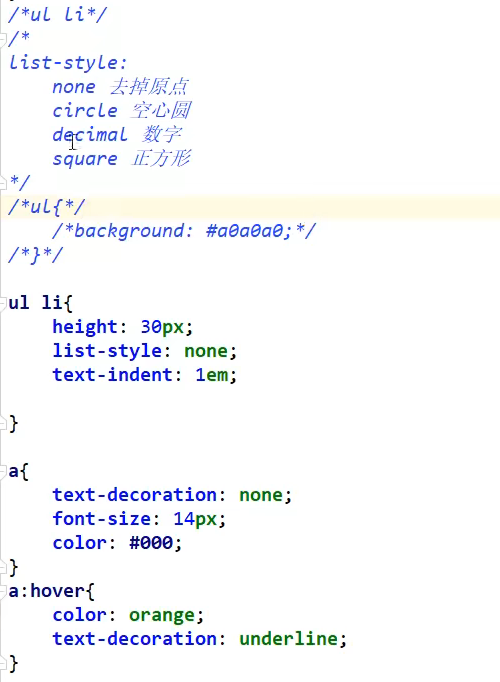 /*ul li*/
/*
list-style:
    none 去掉原点
    circle 空心圆
    decimal 数字
    square 正方形
*/
/*ul{*/
    /*background: #a0a0a0;*/
/*}*/
ul li{
    height: 30px;
    list-style: none;
    text-indent: 1em;
}
a{
    text-decoration: none;
    font-size: 14px;
    color: #000;
}
a:hover{
    color: orange;
    text-decoration: underline;
}